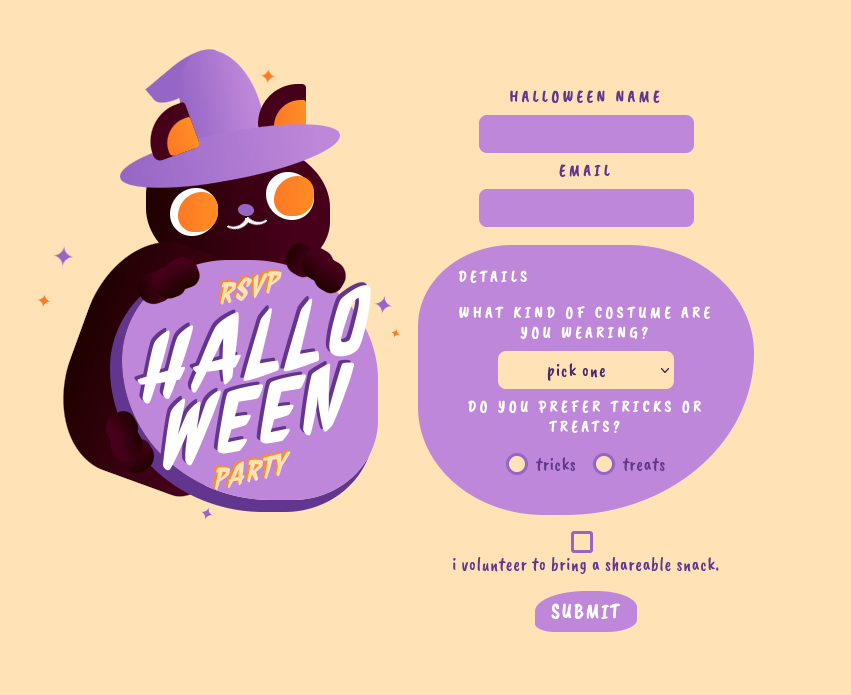 RSVP
HALLO
WEEN
PARTY
HALLOWEEN NAME
EMAIL
DETAILS
WHAT KIND OF COSTUME ARE
YOU WEARING?
pick one
DO YOU PREFER TRICKS OR
TREATS?
tricks treats
i volunteer to bring a shareable snack.
SUBMIT